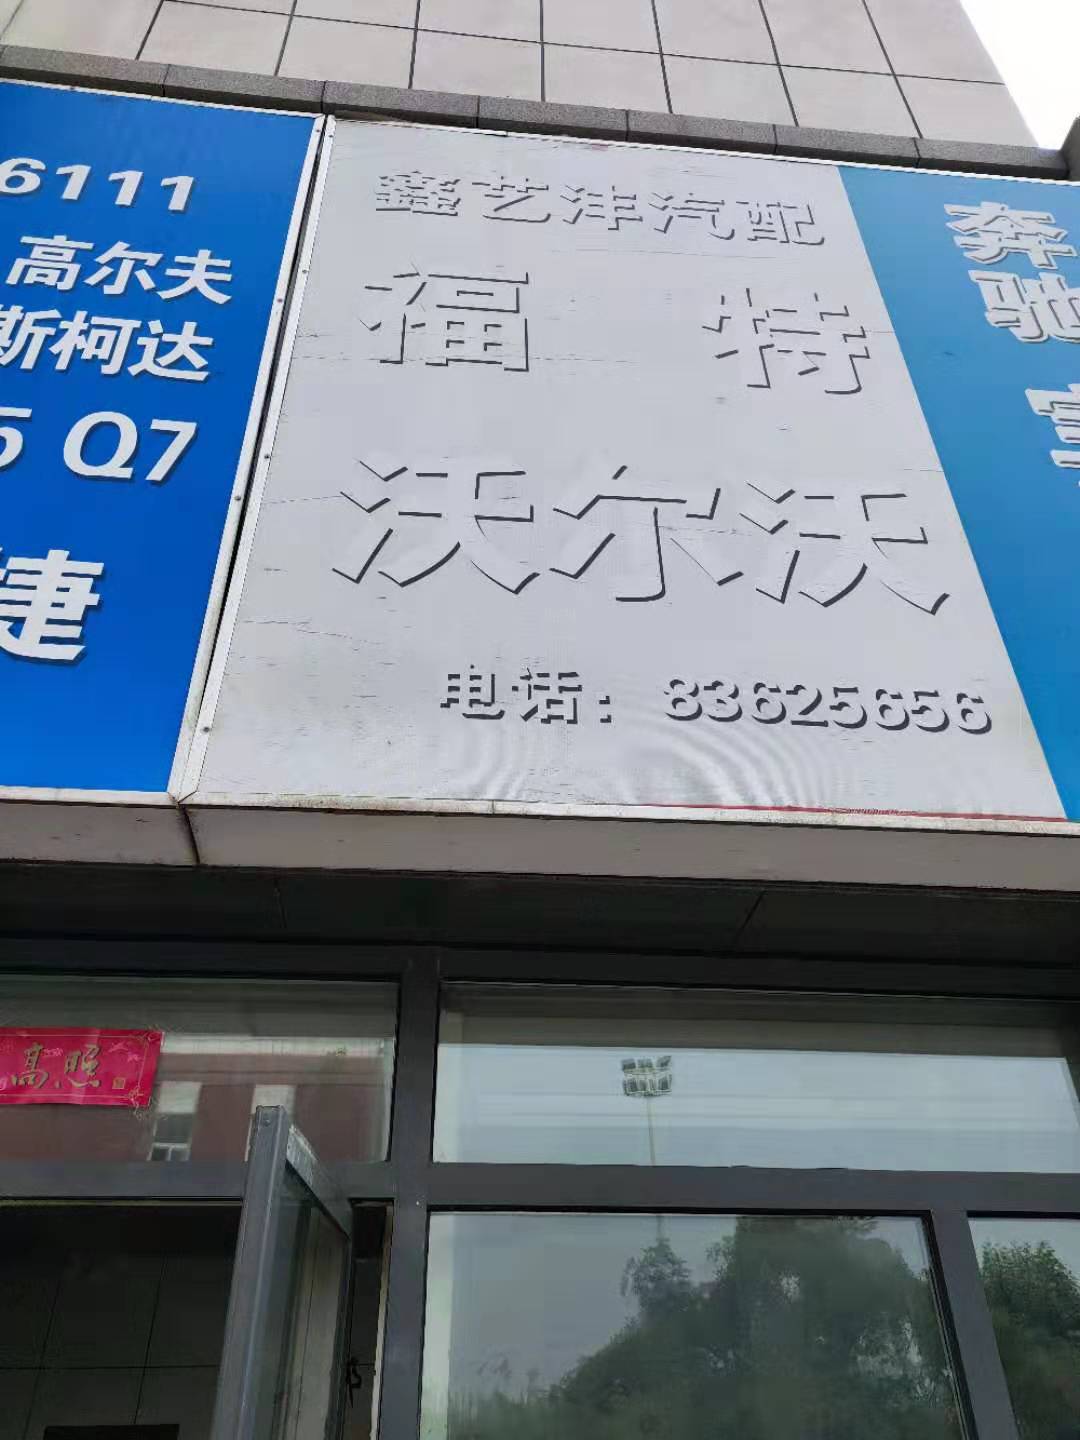 6111
高尔夫
斯柯达
5 Q7
捷
鑫艺沣汽配
福 特
沃尔沃
电话：83625656
奔驰 宝
高照